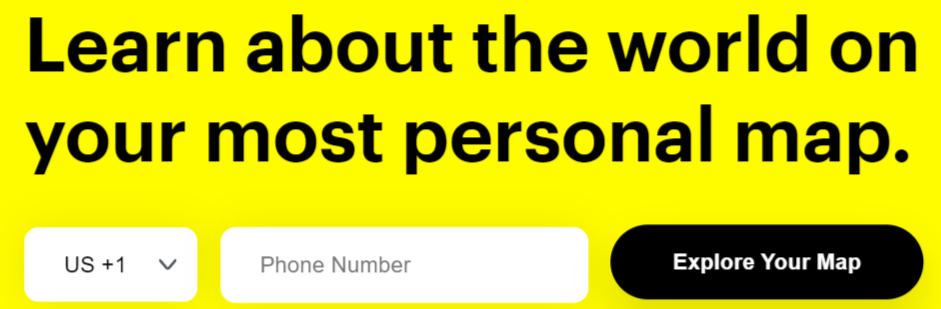 Learn about the world on
your most personal map.
US +1
Phone Number
Explore Your Map